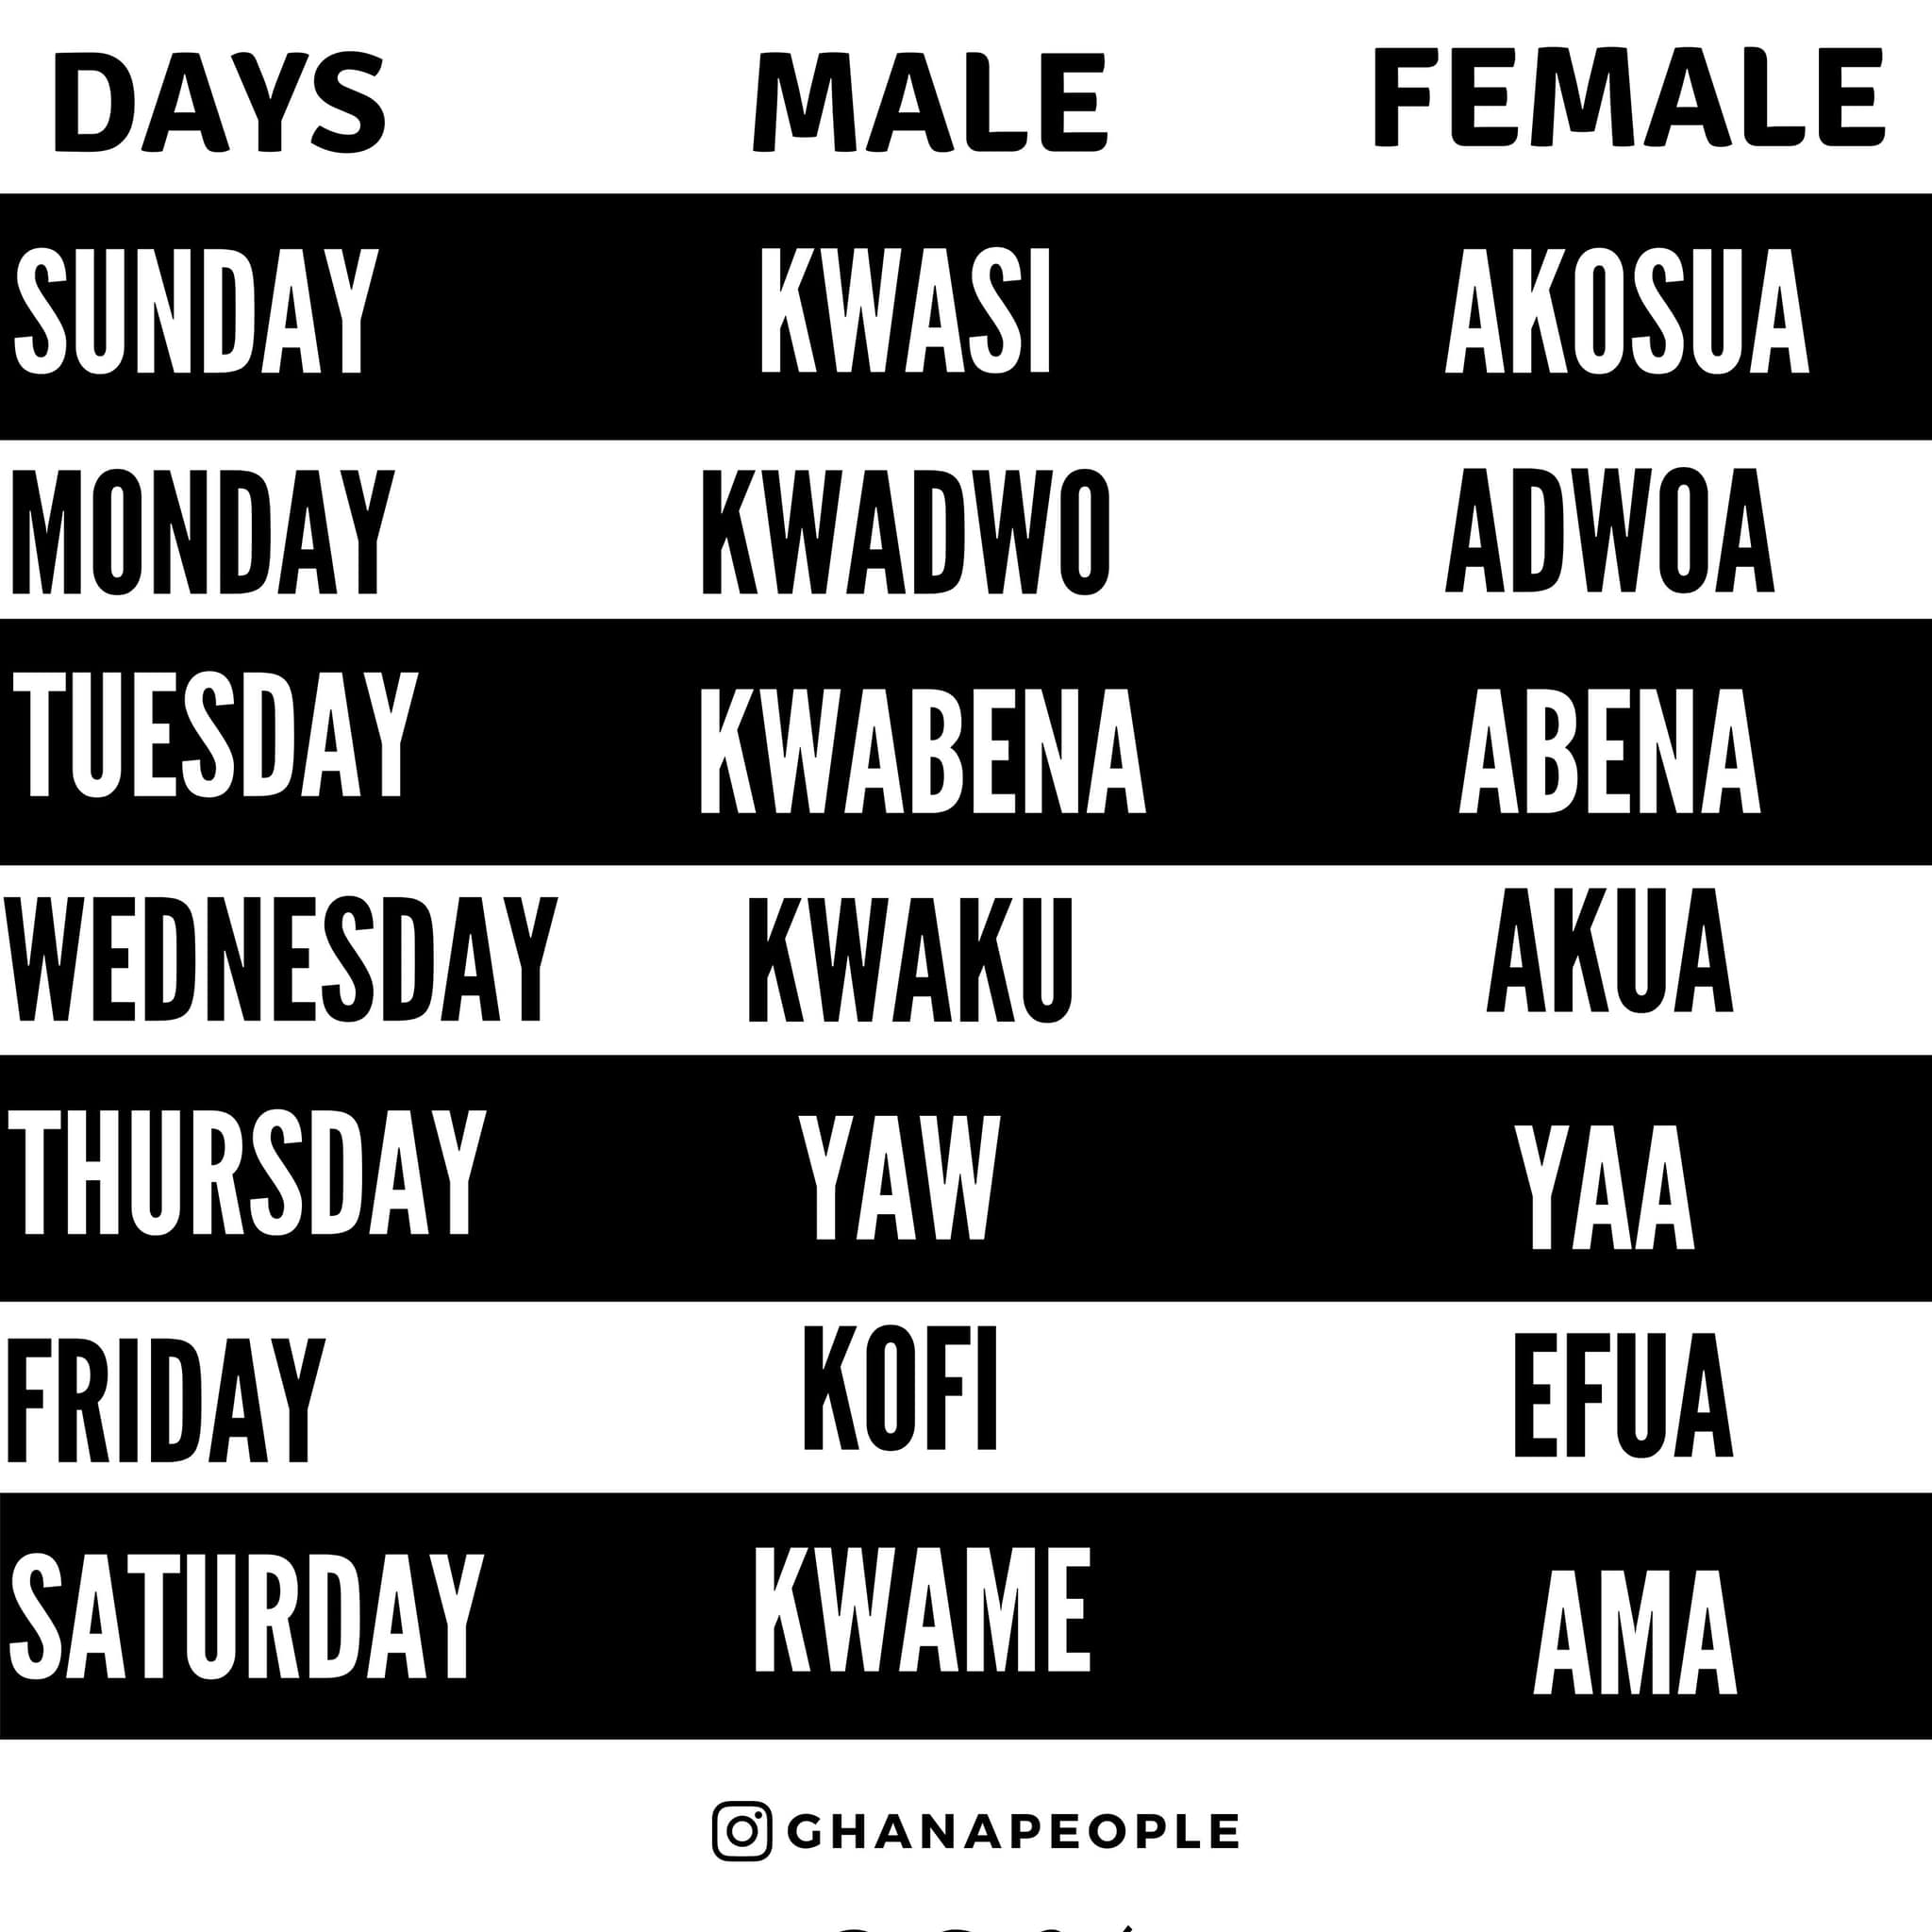 DAYS MALE FEMALE
SUNDAY KWASI AKOSUA
MONDAY KWADWO ADWOA
TUESDAY KWABENA ABENA
WEDNESDAY KWAKU AKUA
THURSDAY YAW YAA
FRIDAY KOFI EFUA
SATURDAY KWAME AMA
GHANAPEOPLE